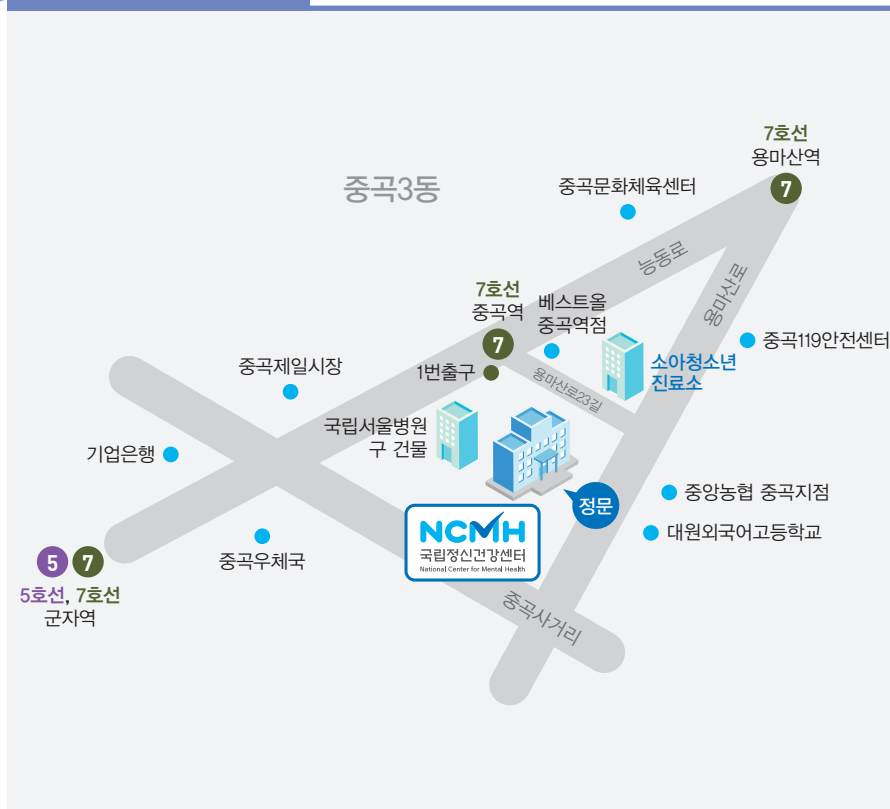 7호선
용마산역
7
중곡문화체육센터
중곡3동
능동로
용마산로
7호선
중곡역
7
베스트올
중곡역점
중곡119안전센터
소아청소년
진료소
1번출구
용마산로23길
중곡제일시장
국립서울병원
구 건물
기업은행
정문
중앙농협 중곡지점
대원외국어고등학교
NCMH
국립정신건강센터
National Center for Mental Health
중곡우체국
5 7
5호선, 7호선
군자역
중곡사거리